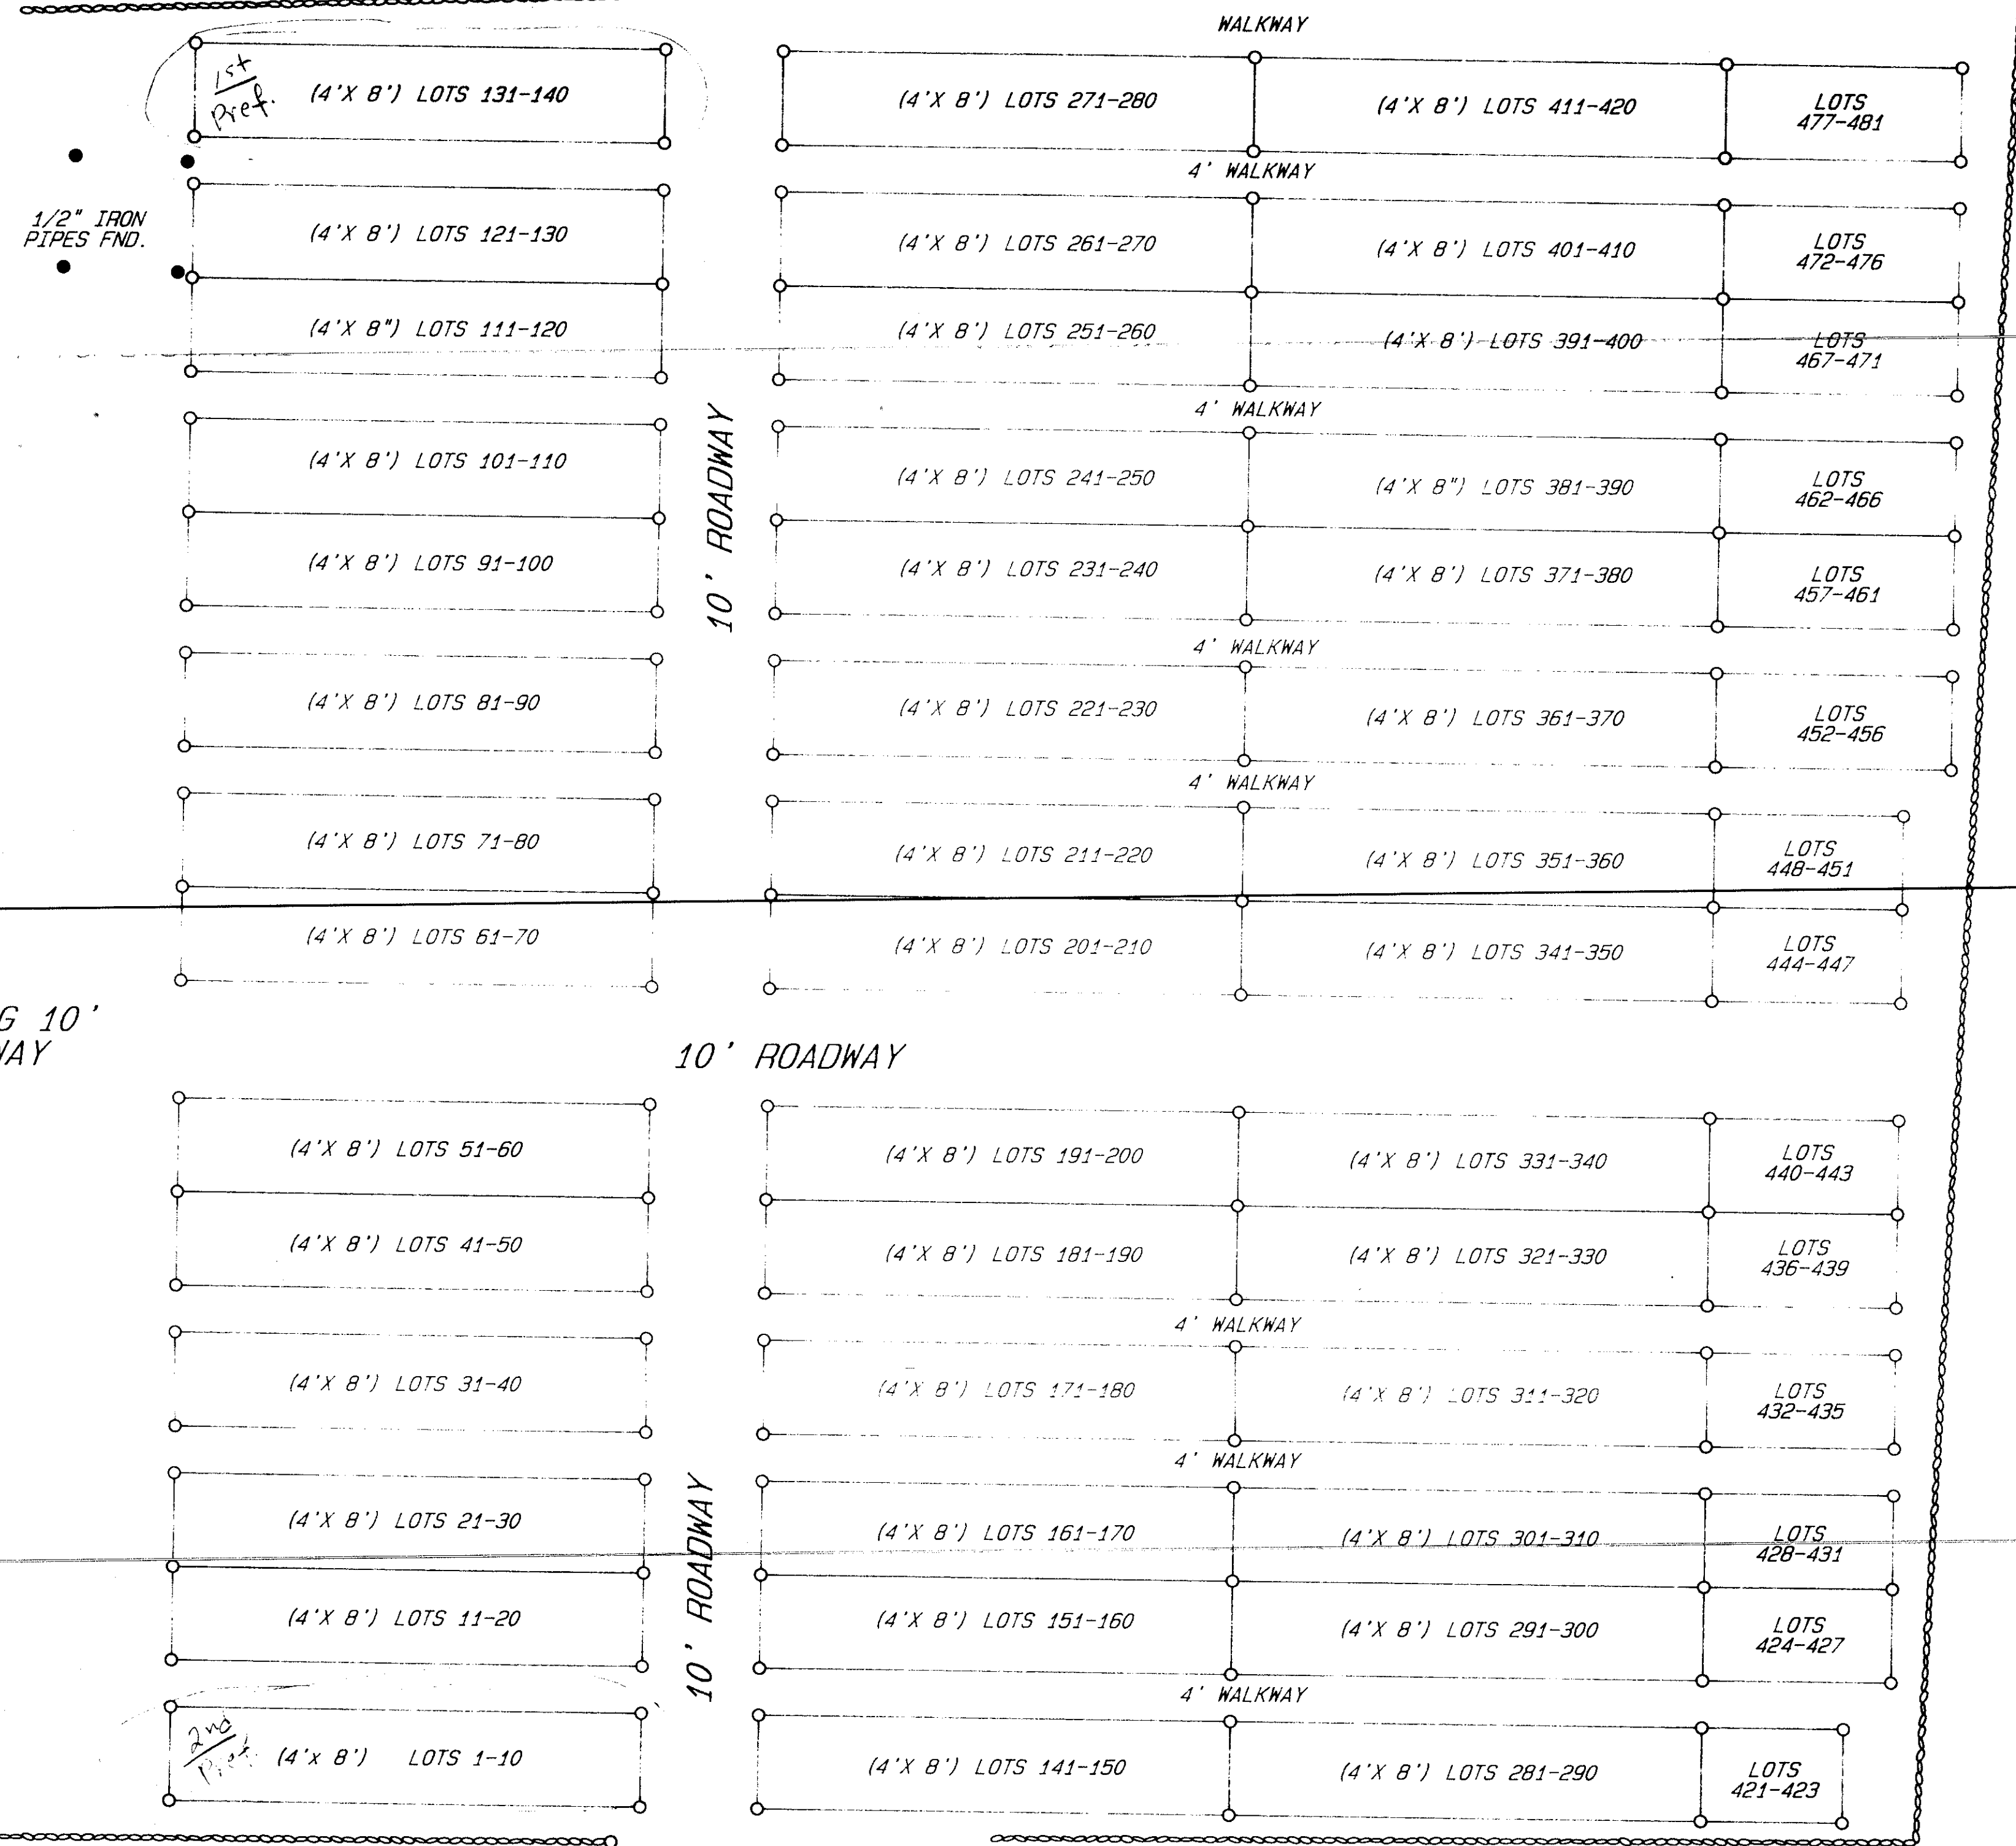 WALKWAY
1st
Pref.
(4'X 8') LOTS 131-140
(4'X 8') LOTS 271-280
(4'X 8') LOTS 411-420
LOTS
477-481
4' WALKWAY
1/2" IRON
PIPES FND.
(4'X 8') LOTS 121-130
(4'X 8') LOTS 261-270
(4'X 8') LOTS 401-410
LOTS
472-476
(4'X 8") LOTS 111-120
(4'X 8') LOTS 251-260
(4'X 8') LOTS 391-400
LOTS
467-471
4' WALKWAY
10' ROADWAY
(4'X 8') LOTS 101-110
(4'X 8') LOTS 241-250
(4'X 8") LOTS 381-390
LOTS
462-466
(4'X 8') LOTS 91-100
(4'X 8') LOTS 231-240
(4'X 8') LOTS 371-380
LOTS
457-461
4' WALKWAY
(4'X 8') LOTS 81-90
(4'X 8') LOTS 221-230
(4'X 8') LOTS 361-370
LOTS
452-456
4' WALKWAY
(4'X 8') LOTS 71-80
(4'X 8') LOTS 211-220
(4'X 8') LOTS 351-360
LOTS
448-451
(4'X 8') LOTS 61-70
(4'X 8') LOTS 201-210
(4'X 8') LOTS 341-350
LOTS
444-447
G 10'
WAY
10' ROADWAY
(4'X 8') LOTS 51-60
(4'X 8') LOTS 191-200
(4'X 8') LOTS 331-340
LOTS
440-443
(4'X 8') LOTS 41-50
(4'X 8') LOTS 181-190
(4'X 8') LOTS 321-330
LOTS
436-439
4' WALKWAY
(4'X 8') LOTS 31-40
(4'X 8') LOTS 171-180
(4'X 8') LOTS 311-320
LOTS
432-435
4' WALKWAY
10' ROADWAY
(4'X 8') LOTS 21-30
(4'X 8') LOTS 161-170
(4'X 8') LOTS 301-310
LOTS
428-431
(4'X 8') LOTS 11-20
(4'X 8') LOTS 151-160
(4'X 8') LOTS 291-300
LOTS
424-427
4' WALKWAY
2nd
Pref.
(4'x 8') LOTS 1-10
(4'X 8') LOTS 141-150
(4'X 8') LOTS 281-290
LOTS
421-423